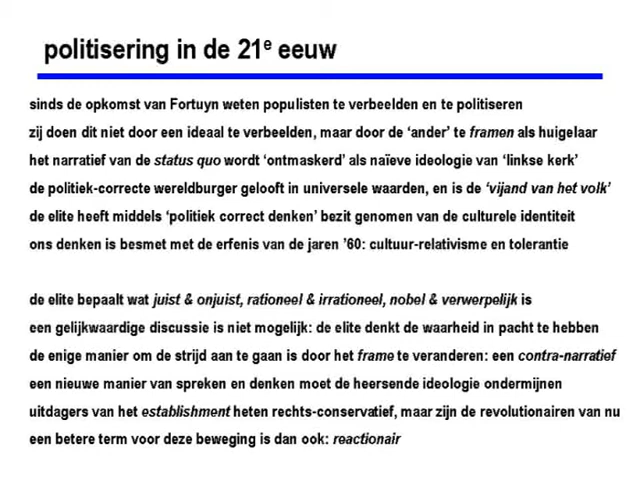 politisering in de 21e eeuw
sinds de opkomst van Fortuyn weten populisten te verbeelden en te politiseren
zij doen dit niet door een ideaal te verbeelden, maar door de ‘ander’ te framen als huigelaar
het narratief van de status quo wordt ‘ontmaskerd’ als naïeve ideologie van ‘linkse kerk’
de politiek-correcte wereldburger gelooft in universele waarden, en is de ‘vijand van het volk’
de elite heeft middels ‘politiek correct denken’ bezit genomen van de culturele identiteit
ons denken is besmet met de erfenis van de jaren ’60: cultuur-relativisme en tolerantie
de elite bepaalt wat juist & onjuist, rationeel & irrationeel, nobel & verwerpelijk is
een gelijkwaardige discussie is niet mogelijk: de elite denkt de waarheid in pacht te hebben
de enige manier om de strijd aan te gaan is door het frame te veranderen: een contra-narratief
een nieuwe manier van spreken en denken moet de heersende ideologie ondermijnen
uitdagers van het establishment heten rechts-conservatief, maar zijn de revolutionairen van nu
een betere term voor deze beweging is dan ook: reactionair